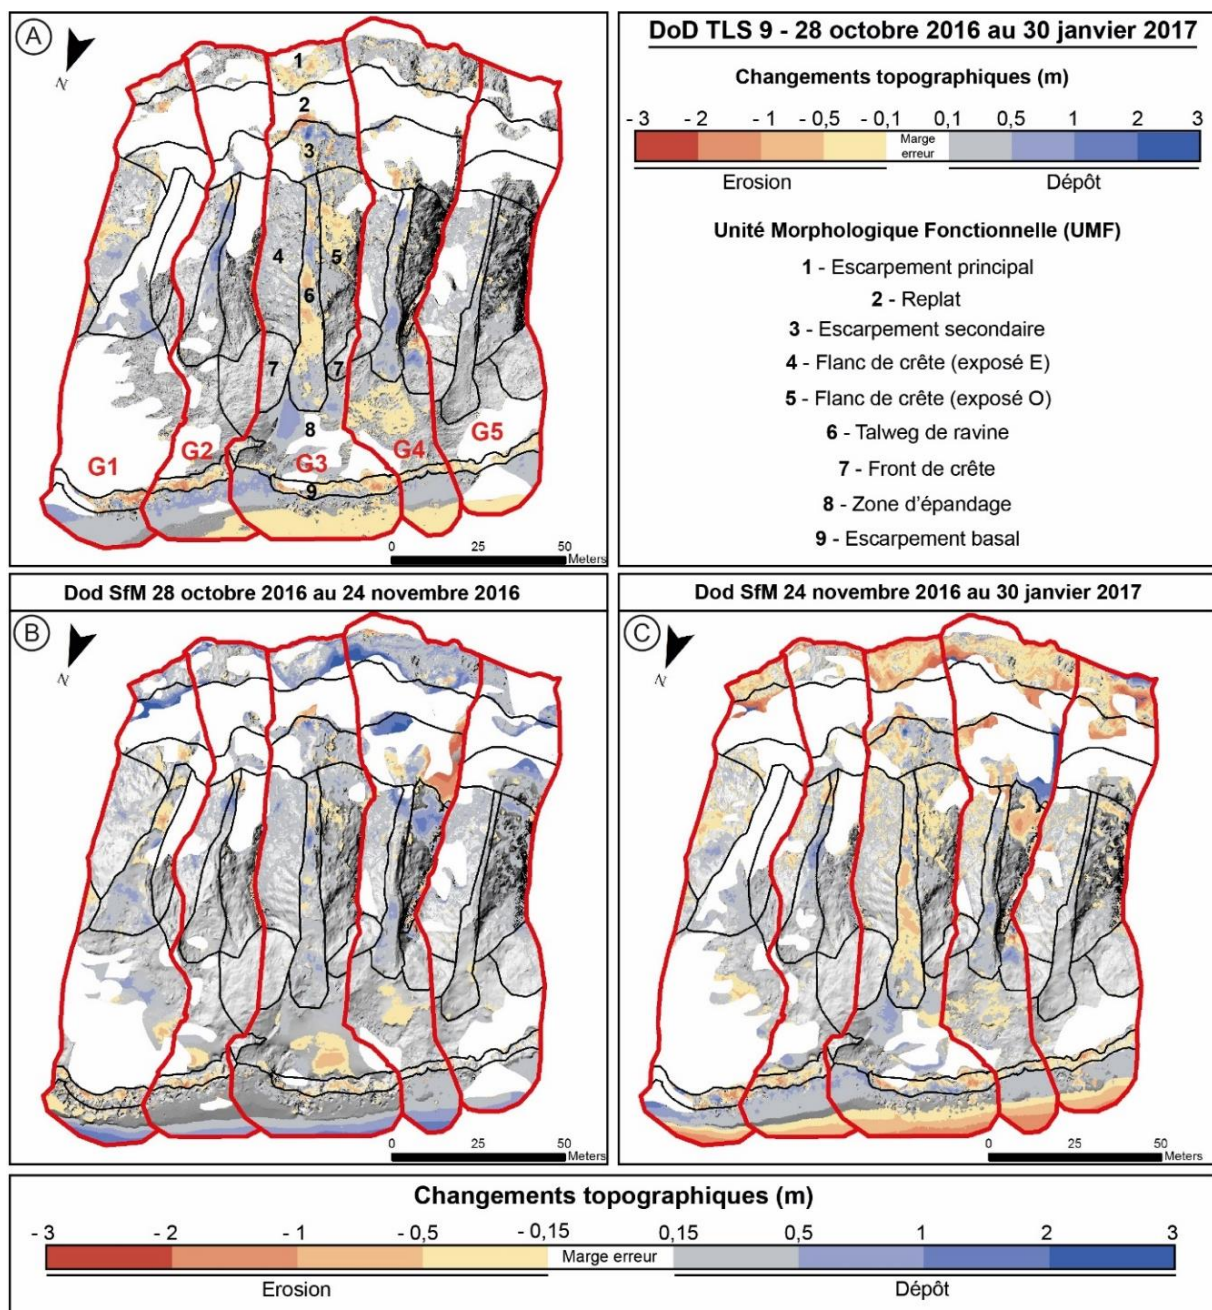 A
N
1
2
3
4
5
6
7
7
8
9
G1
G2
G3
G4
G5
0 25 50
Meters
DoD TLS 9 - 28 octobre 2016 au 30 janvier 2017
Changements topographiques (m)
- 3 - 2 - 1 - 0,5 - 0,1 0,1 0,5 1 2 3
Marge
erreur
Erosion Dépôt
Unité Morphologique Fonctionnelle (UMF)
1 - Escarpement principal
2 - Replat
3 - Escarpement secondaire
4 - Flanc de crête (exposé E)
5 - Flanc de crête (exposé O)
6 - Talweg de ravine
7 - Front de crête
8 - Zone d'épandage
9 - Escarpement basal
Dod SfM 28 octobre 2016 au 24 novembre 2016
B
N
0 25 50
Meters
Dod SfM 24 novembre 2016 au 30 janvier 2017
C
N
0 25 50
Meters
Changements topographiques (m)
- 3 - 2 - 1 - 0,5 - 0,15 0,15 0,5 1 2 3
Marge erreur
Erosion Dépôt